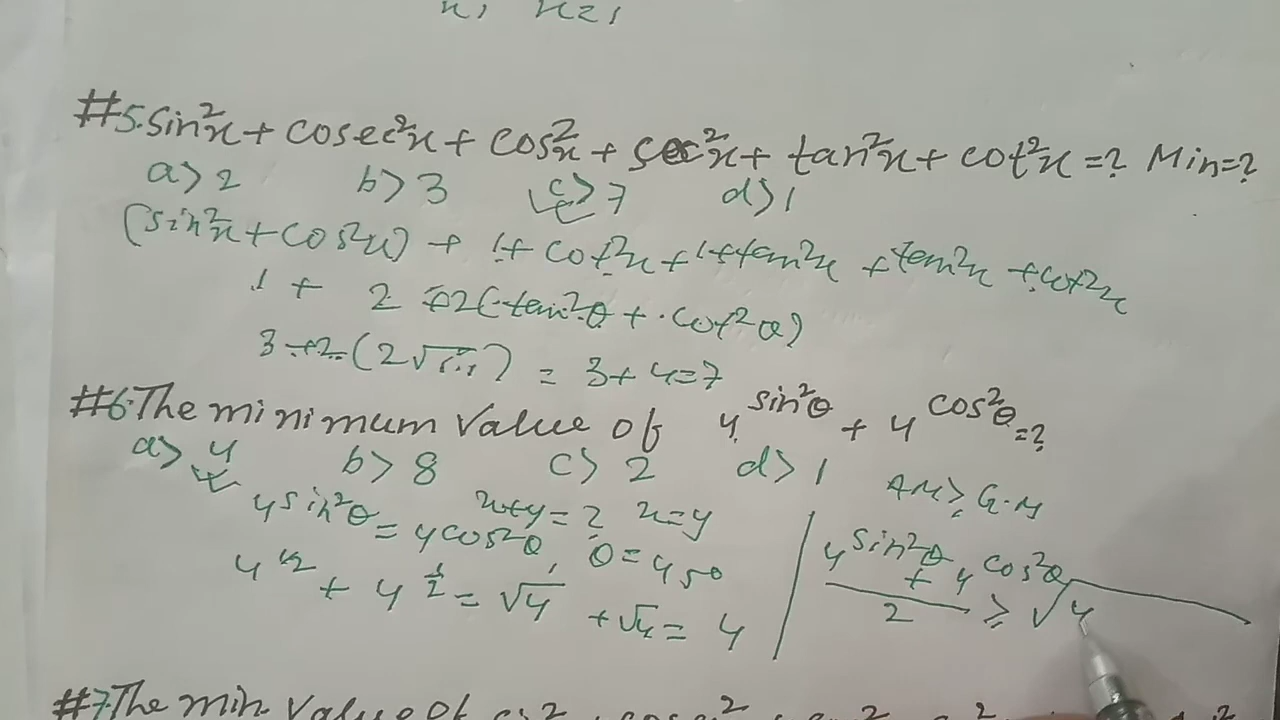 x, x=1
#5. sin²x + cosec²x + cos²x + sec²x + tan²x + cot²x = ? Min = ?
a> 2 b> 3 c> 7 d> 1
(sin²x + cos²x) + 1 + cot²x + 1 + tan²x + tan²x + cot²x
1 + 2 + 2(tan²θ + cot²θ)
3 + 2 · (2√1·1) = 3 + 4 = 7
#6. The minimum value of 4^sin²θ + 4^cos²θ = ?
a> 4 b> 8 c> 2 d> 1
4^sin²θ = 4^cos²θ, x+y = ? x = y
θ = 45°
4^1/2 + 4^1/2 = √4 + √4 = 4
AM ≥ G.M
(4^sin²θ + 4^cos²θ)/2 ≥ √4
#7. The min. value of